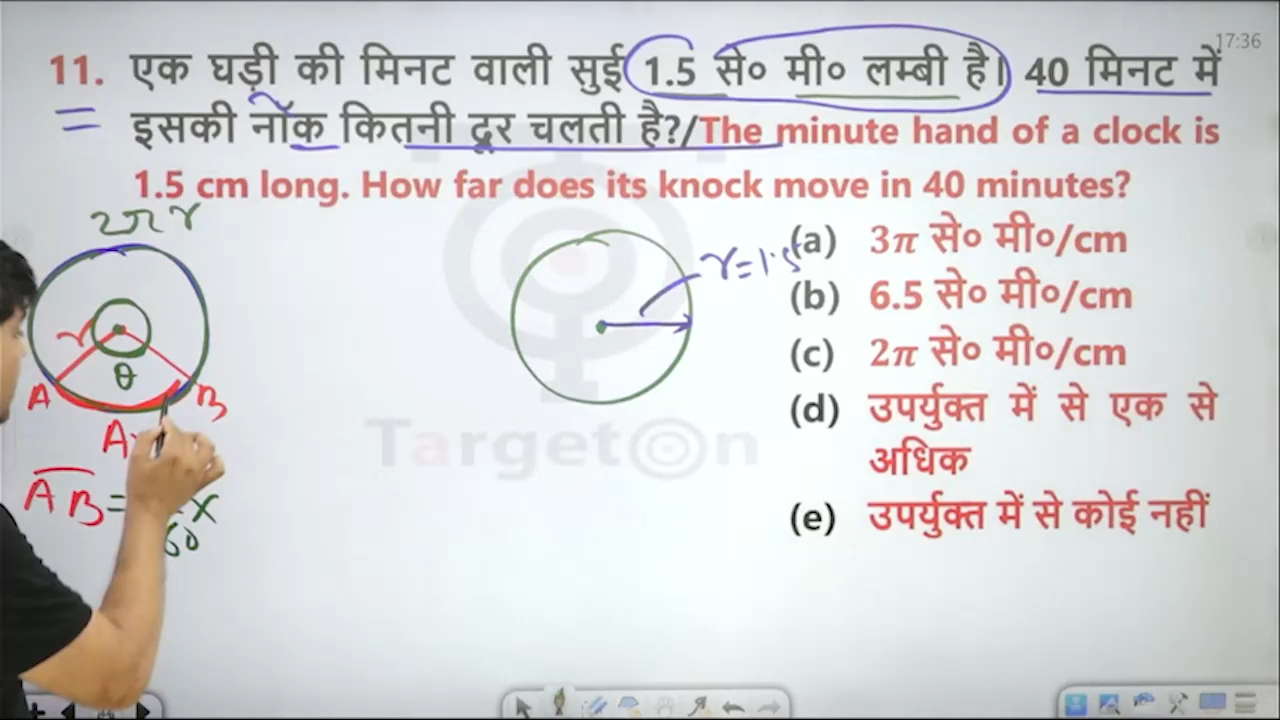 17:36
11. एक घड़ी की मिनट वाली सुई 1.5 से० मी० लम्बी है। 40 मिनट में
इसकी नोंक कितनी दूर चलती है?/The minute hand of a clock is
1.5 cm long. How far does its knock move in 40 minutes?
2πr
r=1.5
(a) 3π से० मी०/cm
(b) 6.5 से० मी०/cm
(c) 2π से० मी०/cm
(d) उपर्युक्त में से एक से
अधिक
(e) उपर्युक्त में से कोई नहीं
r
θ
A B
AB =
Target on